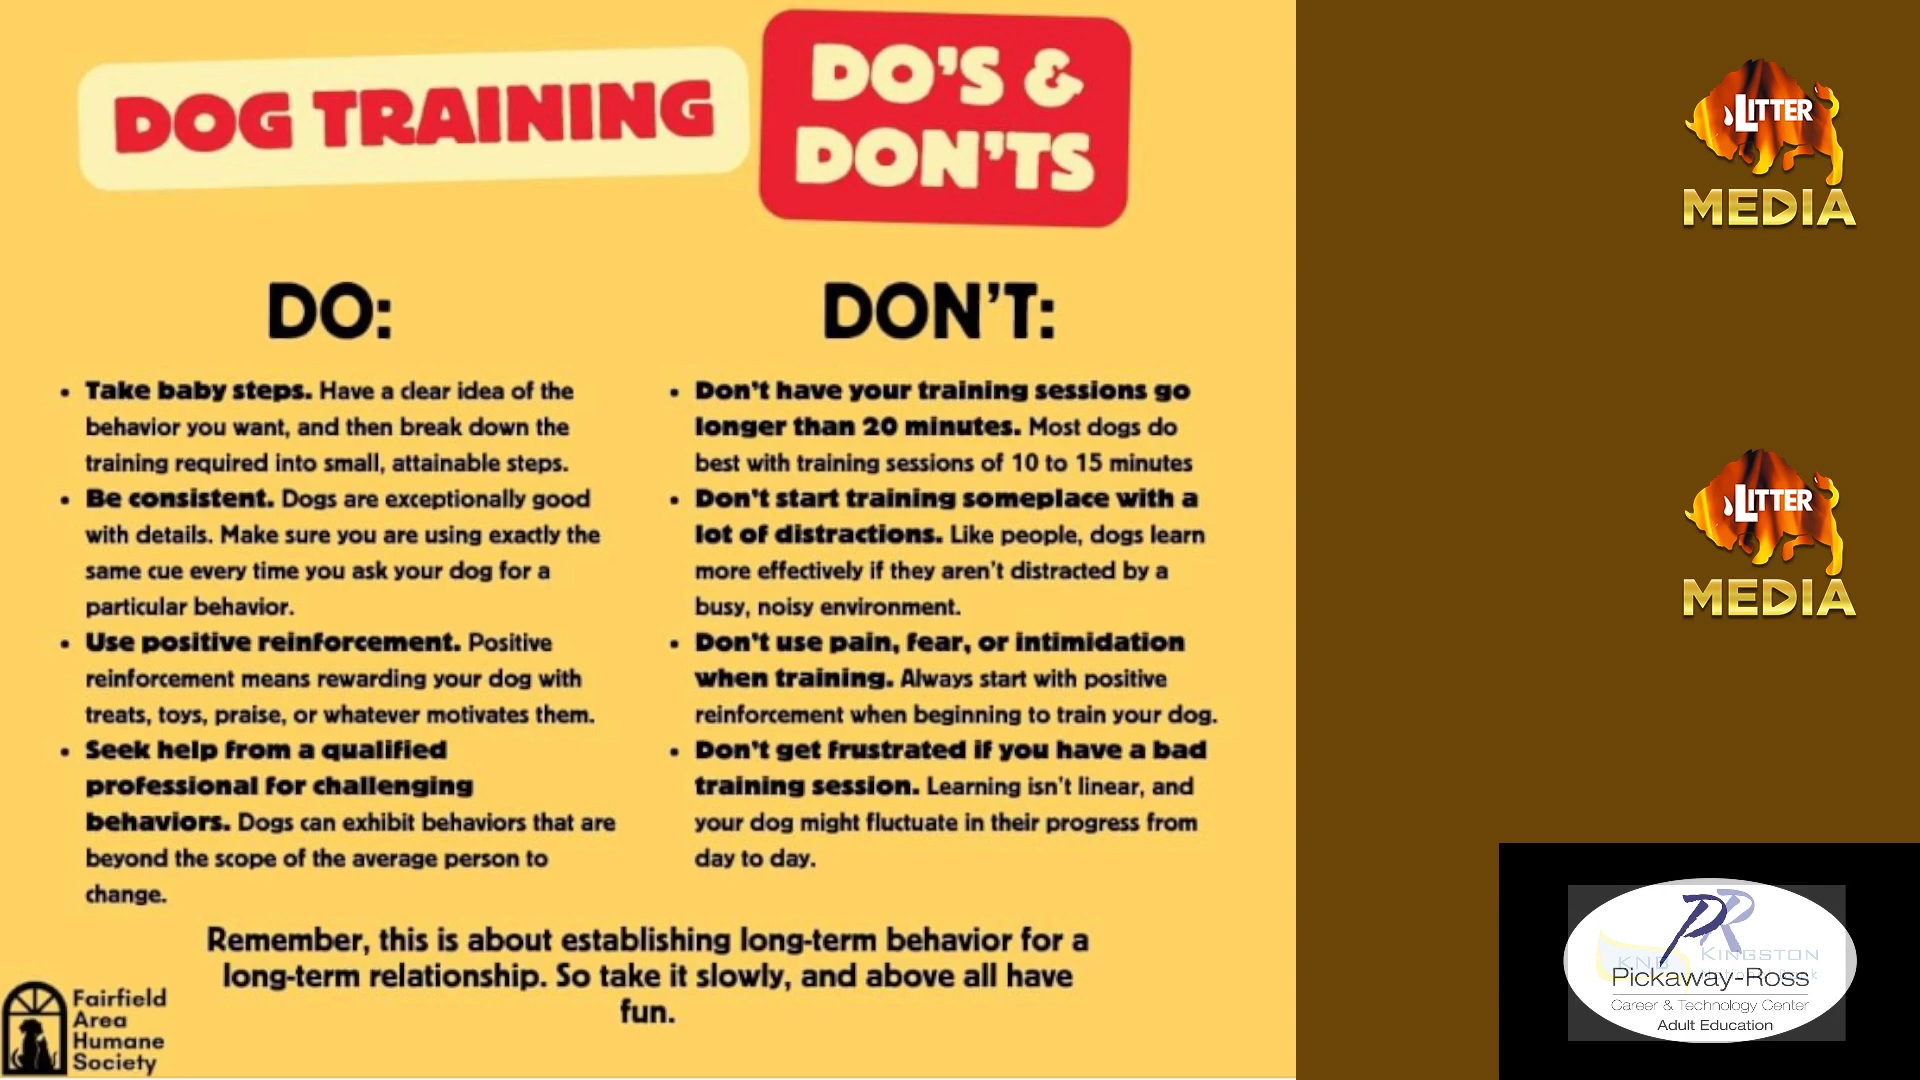 DOG TRAINING
DO'S &
DON'TS
DO:
• Take baby steps. Have a clear idea of the
behavior you want, and then break down the
training required into small, attainable steps.
• Be consistent. Dogs are exceptionally good
with details. Make sure you are using exactly the
same cue every time you ask your dog for a
particular behavior.
• Use positive reinforcement. Positive
reinforcement means rewarding your dog with
treats, toys, praise, or whatever motivates them.
• Seek help from a qualified
professional for challenging
behaviors. Dogs can exhibit behaviors that are
beyond the scope of the average person to
change.
DON'T:
• Don't have your training sessions go
longer than 20 minutes. Most dogs do
best with training sessions of 10 to 15 minutes
• Don't start training someplace with a
lot of distractions. Like people, dogs learn
more effectively if they aren't distracted by a
busy, noisy environment.
• Don't use pain, fear, or intimidation
when training. Always start with positive
reinforcement when beginning to train your dog.
• Don't get frustrated if you have a bad
training session. Learning isn't linear, and
your dog might fluctuate in their progress from
day to day.
Remember, this is about establishing long-term behavior for a
long-term relationship. So take it slowly, and above all have
fun.
Fairfield
Area
Humane
Society
LITTER
MEDIA
LITTER
MEDIA
PR
KNB KINGSTON
Pickaway-Ross
Career & Technology Center
Adult Education